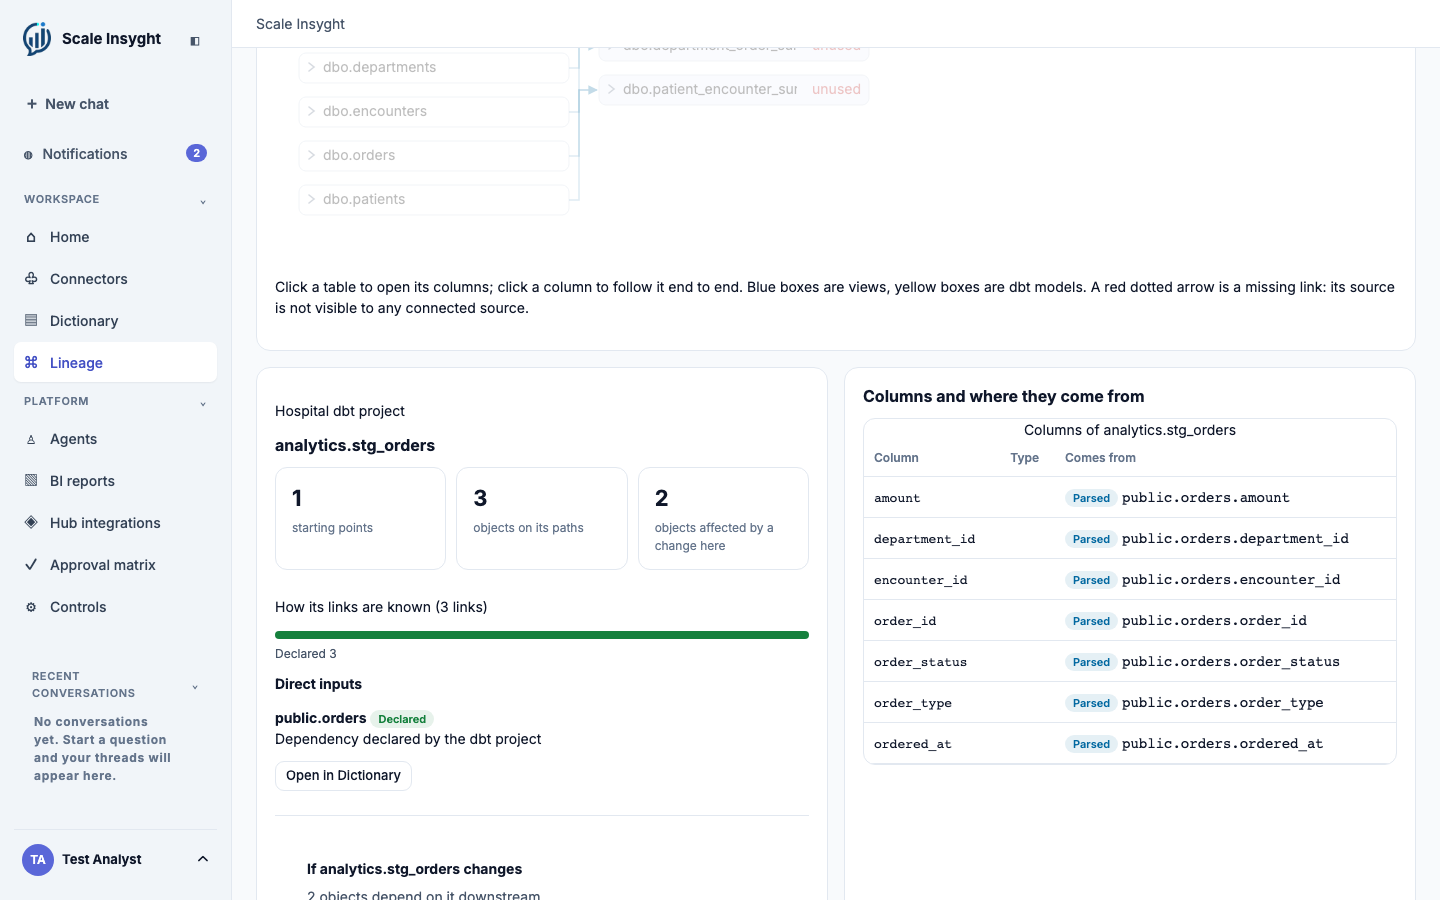 Scale Insyght
+ New chat
Notifications 2
WORKSPACE
Home
Connectors
Dictionary
Lineage
PLATFORM
Agents
BI reports
Hub integrations
Approval matrix
Controls
RECENT
CONVERSATIONS
No conversations
yet. Start a question
and your threads will
appear here.
TA Test Analyst
Scale Insyght
unused
dbo.departments
dbo.patient_encounter_sur unused
dbo.encounters
dbo.orders
dbo.patients
Click a table to open its columns; click a column to follow it end to end. Blue boxes are views, yellow boxes are dbt models. A red dotted arrow is a missing link: its source
is not visible to any connected source.
Hospital dbt project
analytics.stg_orders
1
starting points
3
objects on its paths
2
objects affected by a
change here
How its links are known (3 links)
Declared 3
Direct inputs
public.orders Declared
Dependency declared by the dbt project
Open in Dictionary
If analytics.stg_orders changes
2 objects depend on it downstream
Columns and where they come from
Columns of analytics.stg_orders
Column Type Comes from
amount Parsed public.orders.amount
department_id Parsed public.orders.department_id
encounter_id Parsed public.orders.encounter_id
order_id Parsed public.orders.order_id
order_status Parsed public.orders.order_status
order_type Parsed public.orders.order_type
ordered_at Parsed public.orders.ordered_at